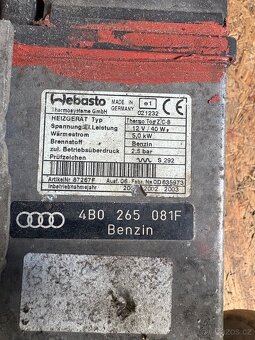 Webasto
MADE IN GERMANY
e1
CE
Thermosysteme GmbH
021232
HEIZGERÄT Typ Thermo Top Z/C-B
Spannung/Leistung 12 V / 40 W
Wärmestrom 5,0 kW
Brennstoff Benzin
zul. Betriebsüberdruck 2,5 bar
Prüfzeichen S 292
ArtikelNr 87267F
Inbetriebnahmejahr 2002 2003
4B0 265 081F
Benzin